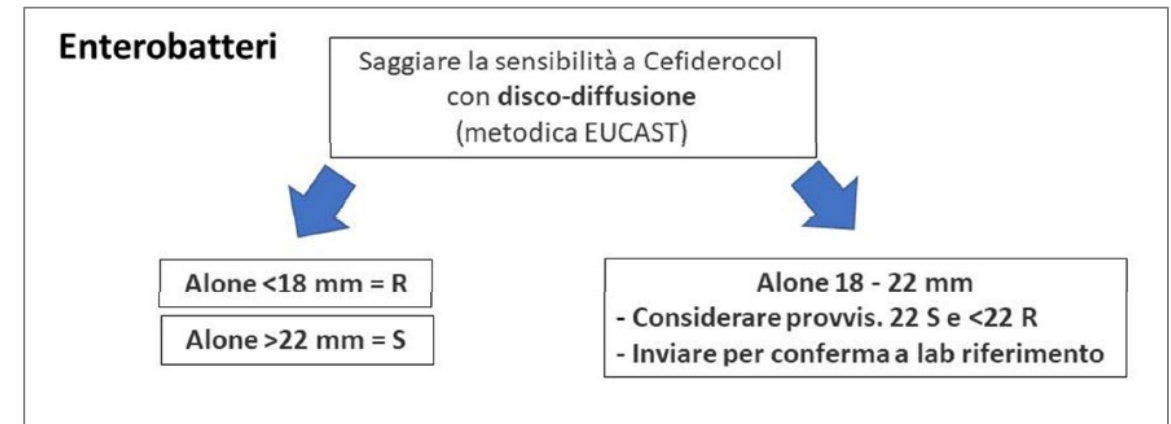 Enterobatteri
Saggiare la sensibilità a Cefiderocol
con disco-diffusione
(metodica EUCAST)
Alone <18 mm = R
Alone >22 mm = S
Alone 18 - 22 mm
- Considerare provvis. 22 S e <22 R
- Inviare per conferma a lab riferimento